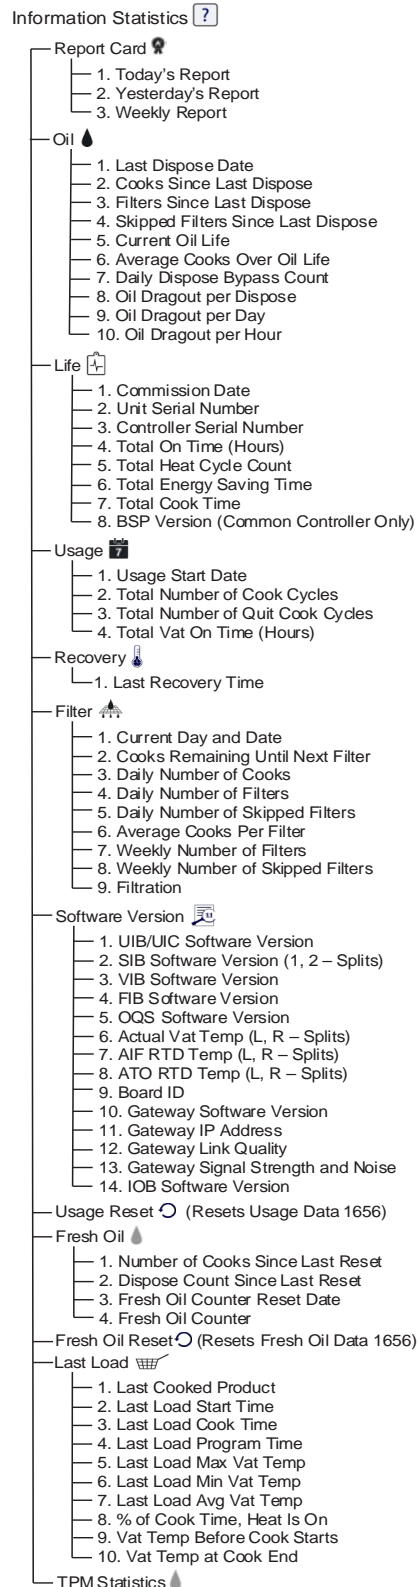 Information Statistics ?
Report Card
1. Today's Report
2. Yesterday's Report
3. Weekly Report
Oil
1. Last Dispose Date
2. Cooks Since Last Dispose
3. Filters Since Last Dispose
4. Skipped Filters Since Last Dispose
5. Current Oil Life
6. Average Cooks Over Oil Life
7. Daily Dispose Bypass Count
8. Oil Dragout per Dispose
9. Oil Dragout per Day
10. Oil Dragout per Hour
Life
1. Commission Date
2. Unit Serial Number
3. Controller Serial Number
4. Total On Time (Hours)
5. Total Heat Cycle Count
6. Total Energy Saving Time
7. Total Cook Time
8. BSP Version (Common Controller Only)
Usage 7
1. Usage Start Date
2. Total Number of Cook Cycles
3. Total Number of Quit Cook Cycles
4. Total Vat On Time (Hours)
Recovery
1. Last Recovery Time
Filter
1. Current Day and Date
2. Cooks Remaining Until Next Filter
3. Daily Number of Cooks
4. Daily Number of Filters
5. Daily Number of Skipped Filters
6. Average Cooks Per Filter
7. Weekly Number of Filters
8. Weekly Number of Skipped Filters
9. Filtration
Software Version
1. UIB/UIC Software Version
2. SIB Software Version (1, 2 – Splits)
3. VIB Software Version
4. FIB Software Version
5. OQS Software Version
6. Actual Vat Temp (L, R – Splits)
7. AIF RTD Temp (L, R – Splits)
8. ATO RTD Temp (L, R – Splits)
9. Board ID
10. Gateway Software Version
11. Gateway IP Address
12. Gateway Link Quality
13. Gateway Signal Strength and Noise
14. IOB Software Version
Usage Reset (Resets Usage Data 1656)
Fresh Oil
1. Number of Cooks Since Last Reset
2. Dispose Count Since Last Reset
3. Fresh Oil Counter Reset Date
4. Fresh Oil Counter
Fresh Oil Reset (Resets Fresh Oil Data 1656)
Last Load
1. Last Cooked Product
2. Last Load Start Time
3. Last Load Cook Time
4. Last Load Program Time
5. Last Load Max Vat Temp
6. Last Load Min Vat Temp
7. Last Load Avg Vat Temp
8. % of Cook Time, Heat Is On
9. Vat Temp Before Cook Starts
10. Vat Temp at Cook End
TPM Statistics